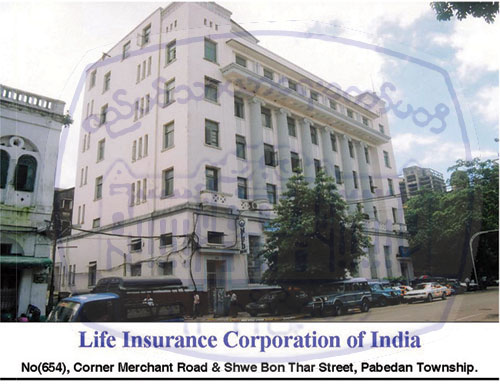 Life Insurance Corporation of India
No(654), Corner Merchant Road & Shwe Bon Thar Street, Pabedan Township.